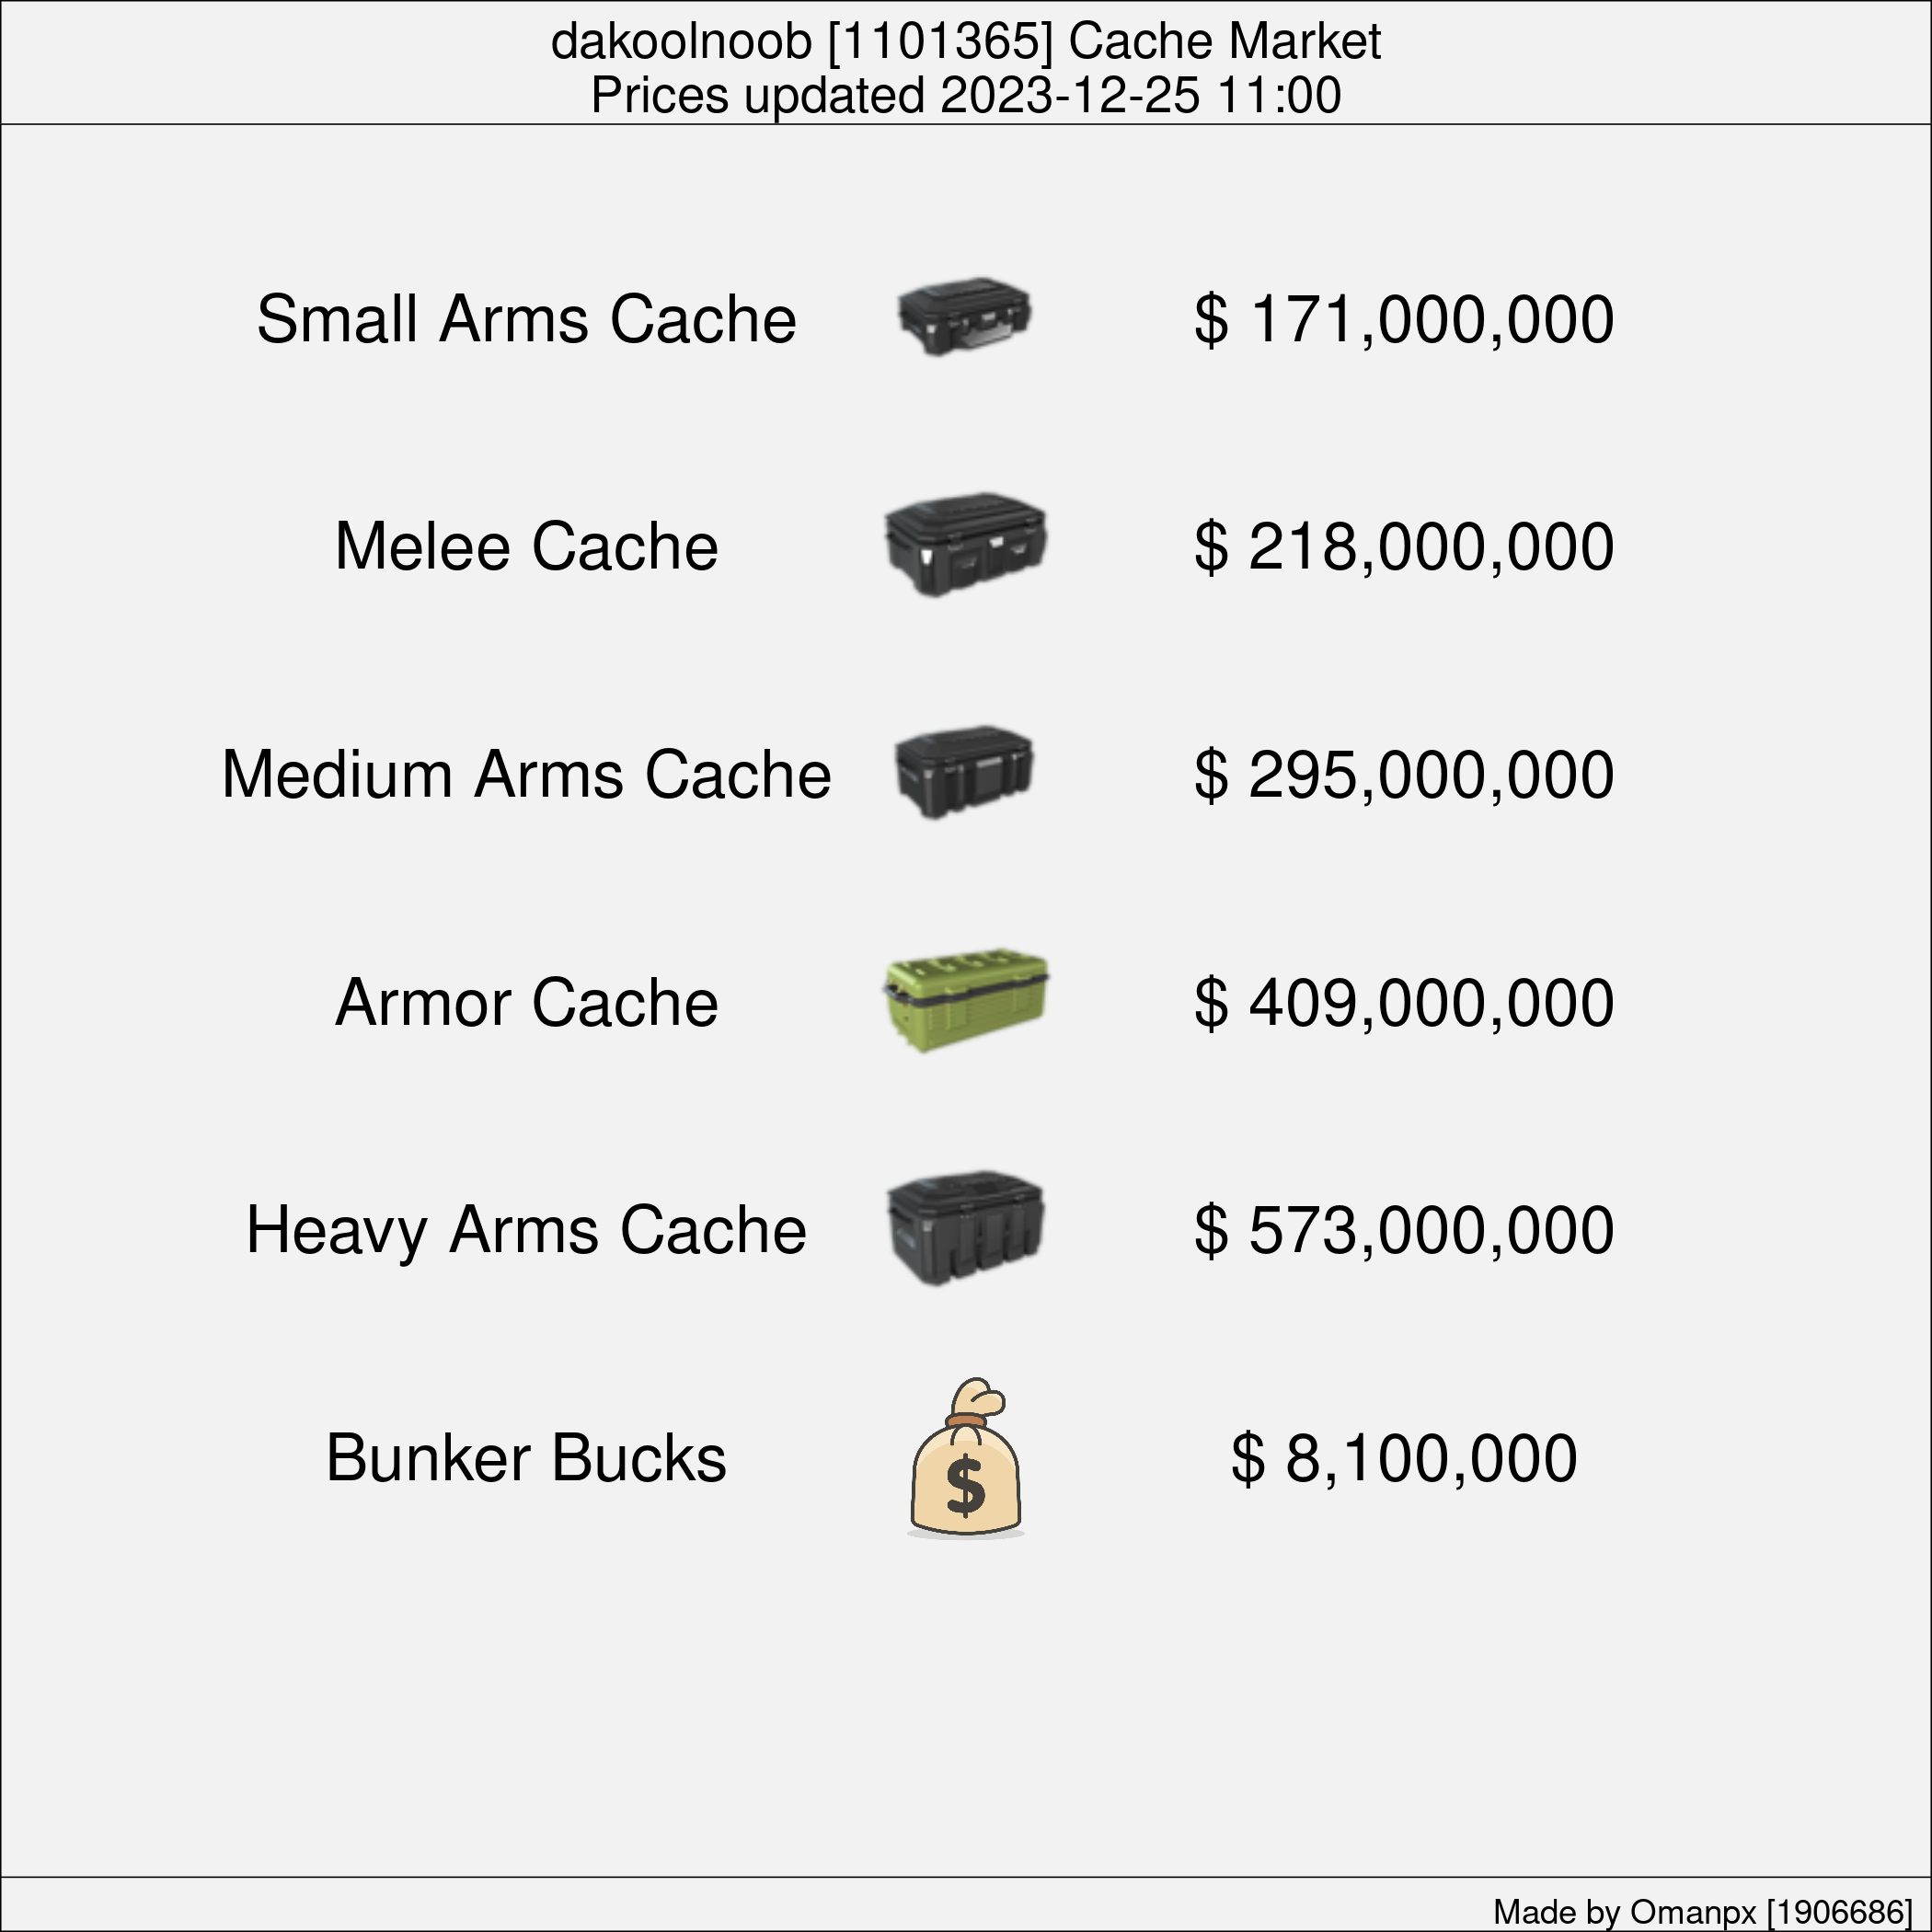 dakoolnoob [1101365] Cache Market
Prices updated 2023-12-25 11:00
Small Arms Cache $ 171,000,000
Melee Cache $ 218,000,000
Medium Arms Cache $ 295,000,000
Armor Cache $ 409,000,000
Heavy Arms Cache $ 573,000,000
Bunker Bucks $ $ 8,100,000
Made by Omanpx [1906686]